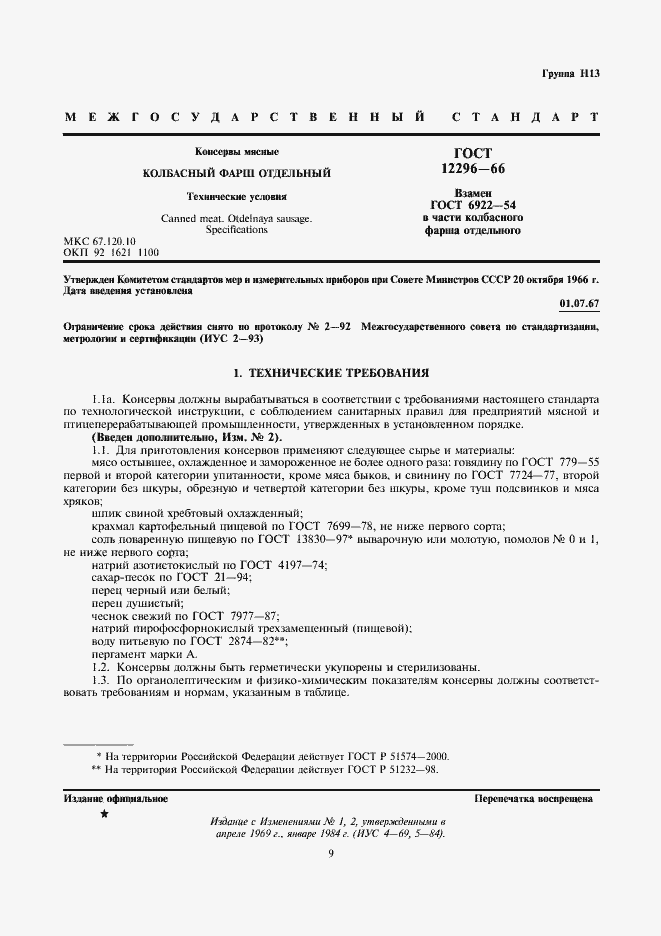 Группа Н13
МЕЖГОСУДАРСТВЕННЫЙ СТАНДАРТ
Консервы мясные
КОЛБАСНЫЙ ФАРШ ОТДЕЛЬНЫЙ
Технические условия
Canned meat. Otdelnaya sausage.
Specifications
МКС 67.120.10
ОКП 92 1621 1100
ГОСТ
12296—66
Взамен
ГОСТ 6922—54
в части колбасного
фарша отдельного
Утвержден Комитетом стандартов мер и измерительных приборов при Совете Министров СССР 20 октября 1966 г.
Дата введения установлена
01.07.67
Ограничение срока действия снято по протоколу № 2—92 Межгосударственного совета по стандартизации,
метрологии и сертификации (ИУС 2—93)
1. ТЕХНИЧЕСКИЕ ТРЕБОВАНИЯ
1.1а. Консервы должны вырабатываться в соответствии с требованиями настоящего стандарта
по технологической инструкции, с соблюдением санитарных правил для предприятий мясной и
птицеперерабатывающей промышленности, утвержденных в установленном порядке.
(Введен дополнительно, Изм. № 2).
1.1. Для приготовления консервов применяют следующее сырье и материалы:
мясо остывшее, охлажденное и замороженное не более одного раза: говядину по ГОСТ 779—55
первой и второй категории упитанности, кроме мяса быков, и свинину по ГОСТ 7724—77, второй
категории без шкуры, обрезную и четвертой категории без шкуры, кроме туш подсвинков и мяса
хряков;
шпик свиной хребтовый охлажденный;
крахмал картофельный пищевой по ГОСТ 7699—78, не ниже первого сорта;
соль поваренную пищевую по ГОСТ 13830—97* выварочную или молотую, помолов № 0 и 1,
не ниже первого сорта;
натрий азотистокислый по ГОСТ 4197—74;
сахар-песок по ГОСТ 21—94;
перец черный или белый;
перец душистый;
чеснок свежий по ГОСТ 7977—87;
натрий пирофосфорнокислый трехзамещенный (пищевой);
воду питьевую по ГОСТ 2874—82**;
пергамент марки А.
1.2. Консервы должны быть герметически укупорены и стерилизованы.
1.3. По органолептическим и физико-химическим показателям консервы должны соответст-
вовать требованиям и нормам, указанным в таблице.
* На территории Российской Федерации действует ГОСТ Р 51574—2000.
** На территории Российской Федерации действует ГОСТ Р 51232—98.
Издание официальное
Перепечатка воспрещена
Издание с Изменениями № 1, 2, утвержденными в
апреле 1969 г., январе 1984 г. (ИУС 4—69, 5—84).
9